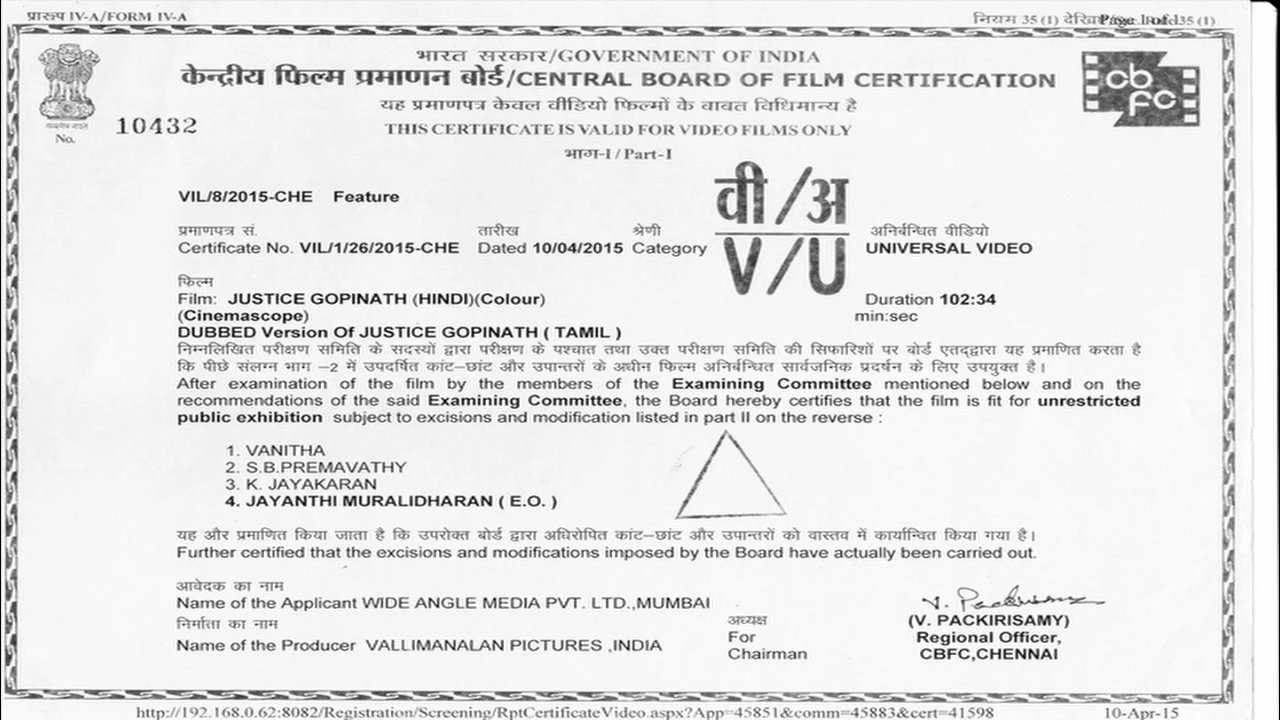 प्रारूप IV-A/FORM IV-A
नियम 35 (1) देखिए
Page 1 of 1
35 (1)
भारत सरकार/GOVERNMENT OF INDIA
केन्द्रीय फिल्म प्रमाणन बोर्ड/CENTRAL BOARD OF FILM CERTIFICATION
cb
fc
यह प्रमाणपत्र केवल वीडियो फिल्मों के बावत विधिमान्य है
No. 10432
THIS CERTIFICATE IS VALID FOR VIDEO FILMS ONLY
भाग-I/Part-I
VIL/8/2015-CHE Feature
वी/अ
V/U
प्रमाणपत्र सं. तारीख श्रेणी अनिर्बन्धित वीडियो
Certificate No. VIL/1/26/2015-CHE Dated 10/04/2015 Category UNIVERSAL VIDEO
फिल्म
Film: JUSTICE GOPINATH (HINDI)(Colour) Duration 102:34
(Cinemascope) min:sec
DUBBED Version Of JUSTICE GOPINATH ( TAMIL )
निम्नलिखित परीक्षण समिति के सदस्यों द्वारा परीक्षण के पश्चात तथा उक्त परीक्षण समिति की सिफारिशों पर बोर्ड एतद्द्वारा यह प्रमाणित करता है
कि पीछे संलग्न भाग -2 में उपदर्षित कांट-छांट और उपान्तरों के अधीन फिल्म अनिर्बन्धित सार्वजनिक प्रदर्षन के लिए उपयुक्त है।
After examination of the film by the members of the Examining Committee mentioned below and on the
recommendations of the said Examining Committee, the Board hereby certifies that the film is fit for unrestricted
public exhibition subject to excisions and modification listed in part II on the reverse :
1. VANITHA
2. S.B.PREMAVATHY
3. K. JAYAKARAN
4. JAYANTHI MURALIDHARAN ( E.O. )
यह और प्रमाणित किया जाता है कि उपरोक्त बोर्ड द्वारा अधिरोपित कांट-छांट और उपान्तरों को वास्तव में कार्यान्वित किया गया है।
Further certified that the excisions and modifications imposed by the Board have actually been carried out.
आवेदक का नाम
Name of the Applicant WIDE ANGLE MEDIA PVT. LTD.,MUMBAI
निर्माता का नाम
Name of the Producer VALLIMANALAN PICTURES ,INDIA
अध्यक्ष
For
Chairman
V. Packirisamy
(V. PACKIRISAMY)
Regional Officer,
CBFC,CHENNAI
http://192.168.0.62:8082/Registration/Screening/RptCertificateVideo.aspx?App=45851&comm=45883&cert=41598 10-Apr-15